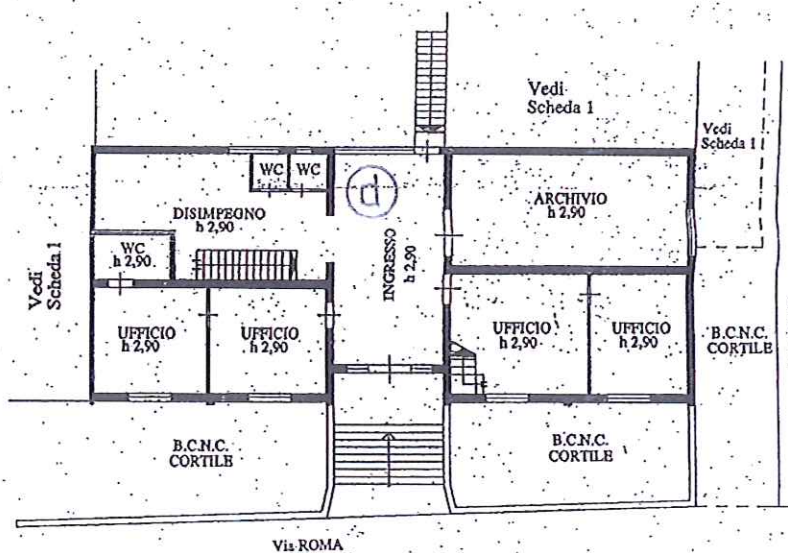 Vedi
Scheda 1
Vedi
Scheda 1
WC
WC
d
ARCHIVIO
h 2,90
DISIMPEGNO
h 2,90
WC
h 2,90
INGRESSO
h 2,90
Vedi
Scheda 1
UFFICIO
h 2,90
UFFICIO
h 2,90
UFFICIO
h 2,90
UFFICIO
h 2,90
B.C.N.C.
CORTILE
B.C.N.C.
CORTILE
B.C.N.C.
CORTILE
Via ROMA